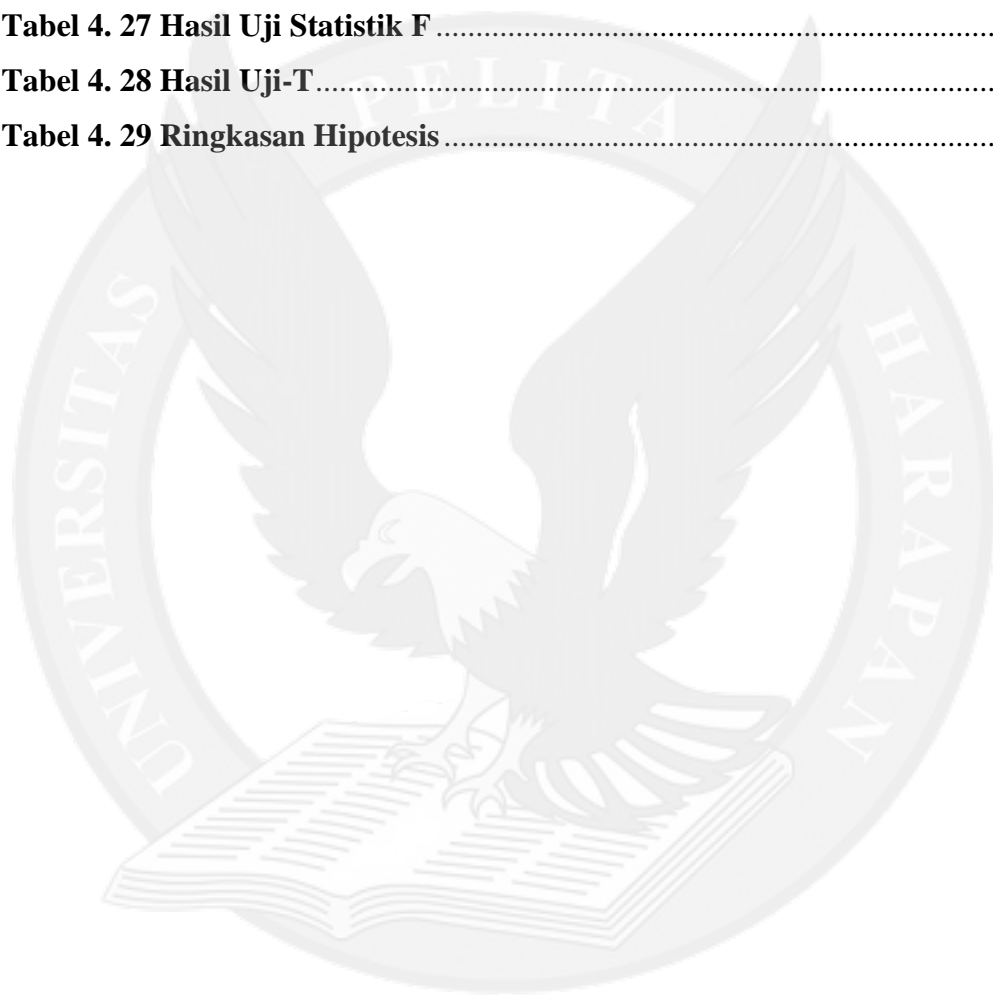 Tabel 4. 27 Hasil Uji Statistik F........................................................................
Tabel 4. 28 Hasil Uji-T........................................................................................
Tabel 4. 29 Ringkasan Hipotesis.......................................................................
UNIVERSITAS PELITA HARAPAN